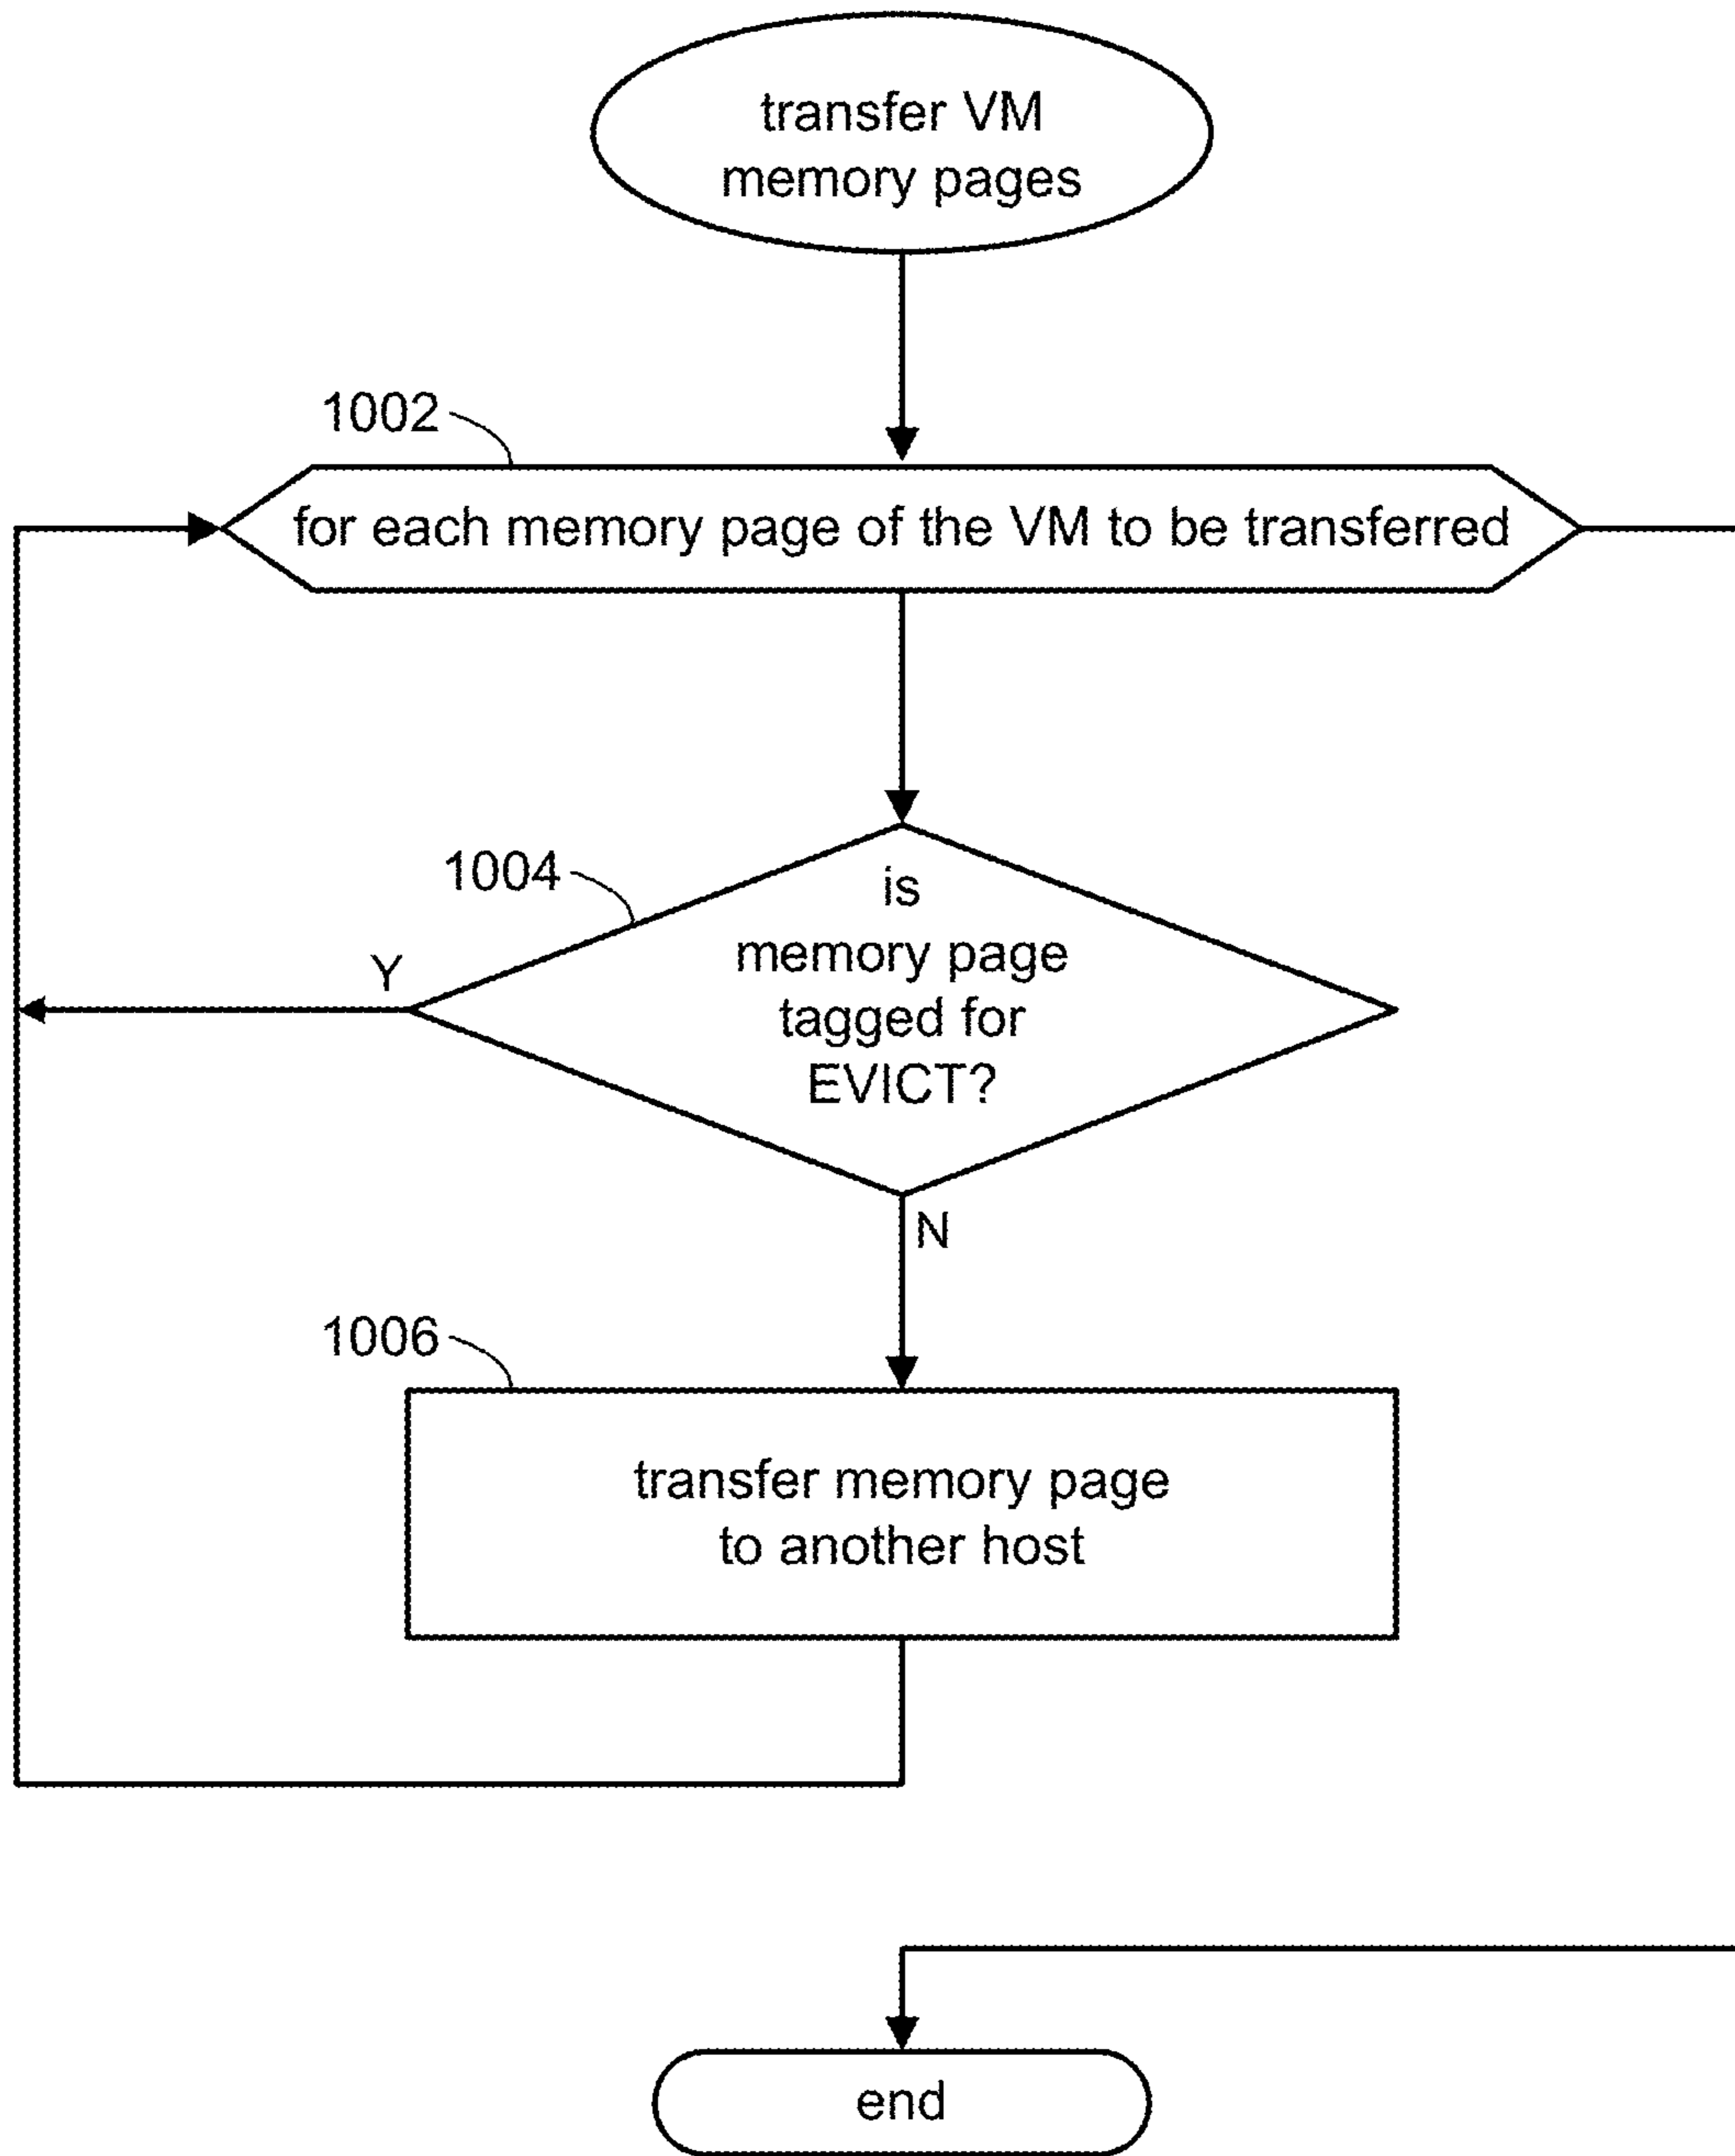 transfer VM
memory pages
1002
for each memory page of the VM to be transferred
1004
is
memory page
tagged for
EVICT?
Y
N
1006
transfer memory page
to another host
end